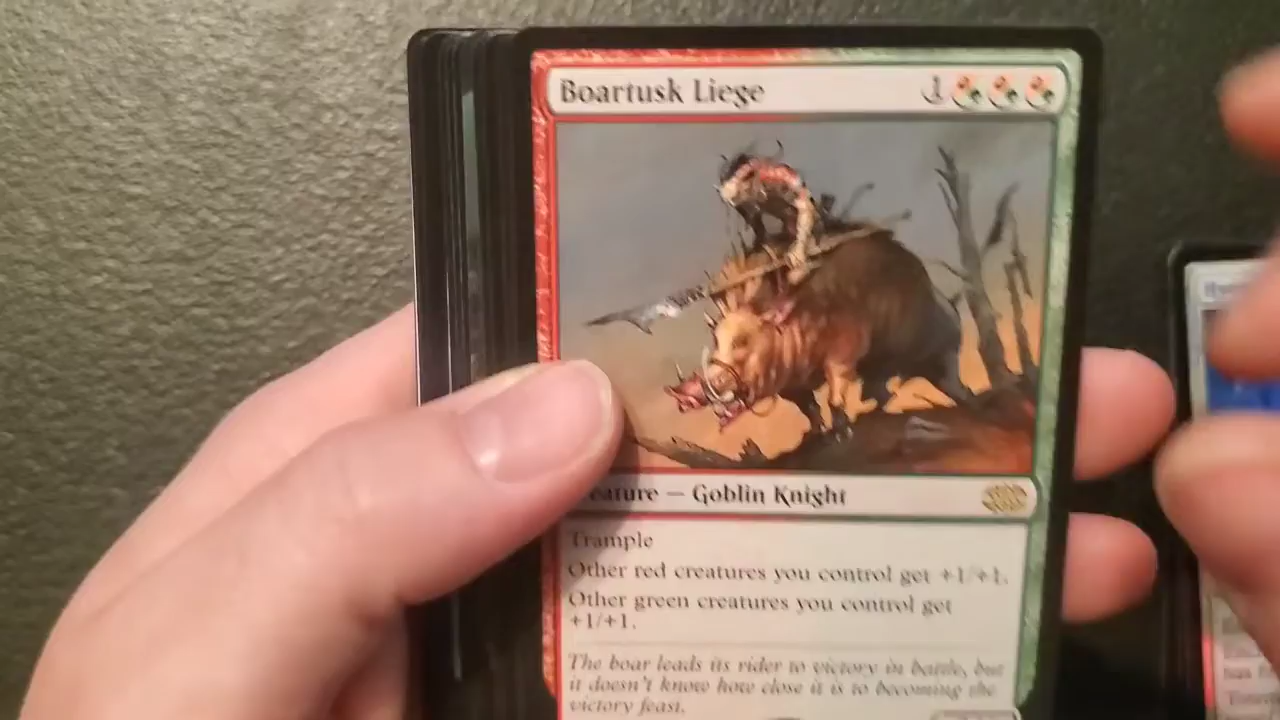 Boartusk Liege 1
eature — Goblin Knight
Trample
Other red creatures you control get +1/+1.
Other green creatures you control get
+1/+1.
The boar leads its rider to victory in battle, but
it doesn't know how close it is to becoming the
victory feast.